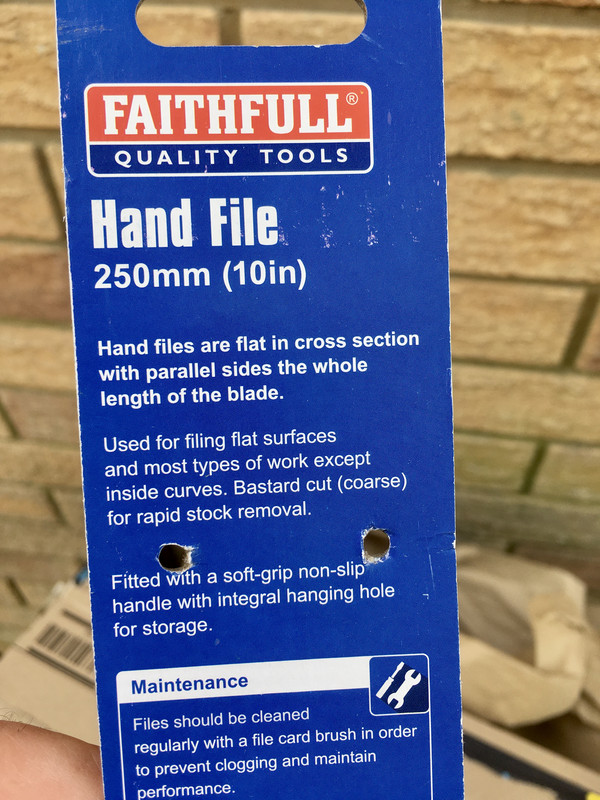 FAITHFULL®
QUALITY TOOLS
Hand File
250mm (10in)
Hand files are flat in cross section
with parallel sides the whole
length of the blade.
Used for filing flat surfaces
and most types of work except
inside curves. Bastard cut (coarse)
for rapid stock removal.
Fitted with a soft-grip non-slip
handle with integral hanging hole
for storage.
Maintenance
Files should be cleaned
regularly with a file card brush in order
to prevent clogging and maintain
performance.